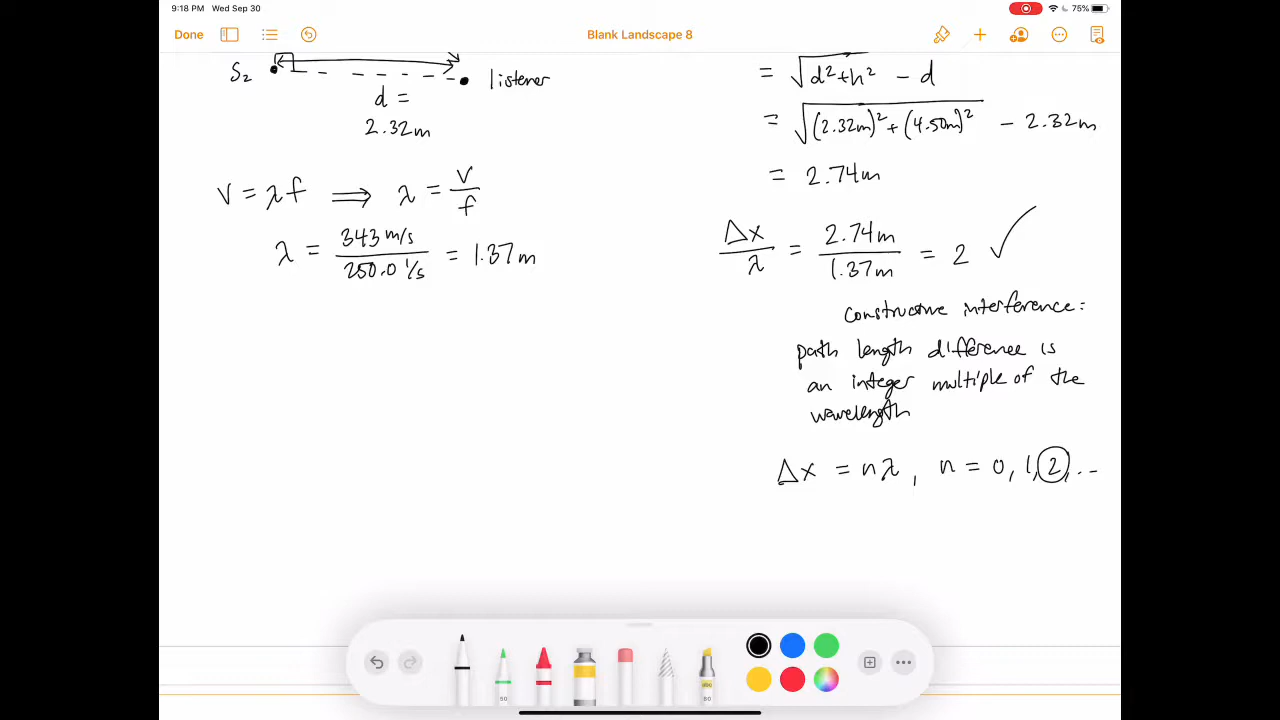 9:18 PM Wed Sep 30
75%
Done
Blank Landscape 8
S₂
listener
d =
2.32m
V = λf ⟹ λ = V/f
λ = 343 m/s / 250.0 1/s = 1.37m
= √(d²+h²) - d
= √((2.32m)²+(4.50m)²) - 2.32m
= 2.74m
Δx/λ = 2.74m/1.37m = 2 ✓
constructive interference:
path length difference is
an integer multiple of the
wavelength
Δx = nλ, n = 0, 1, 2, ...